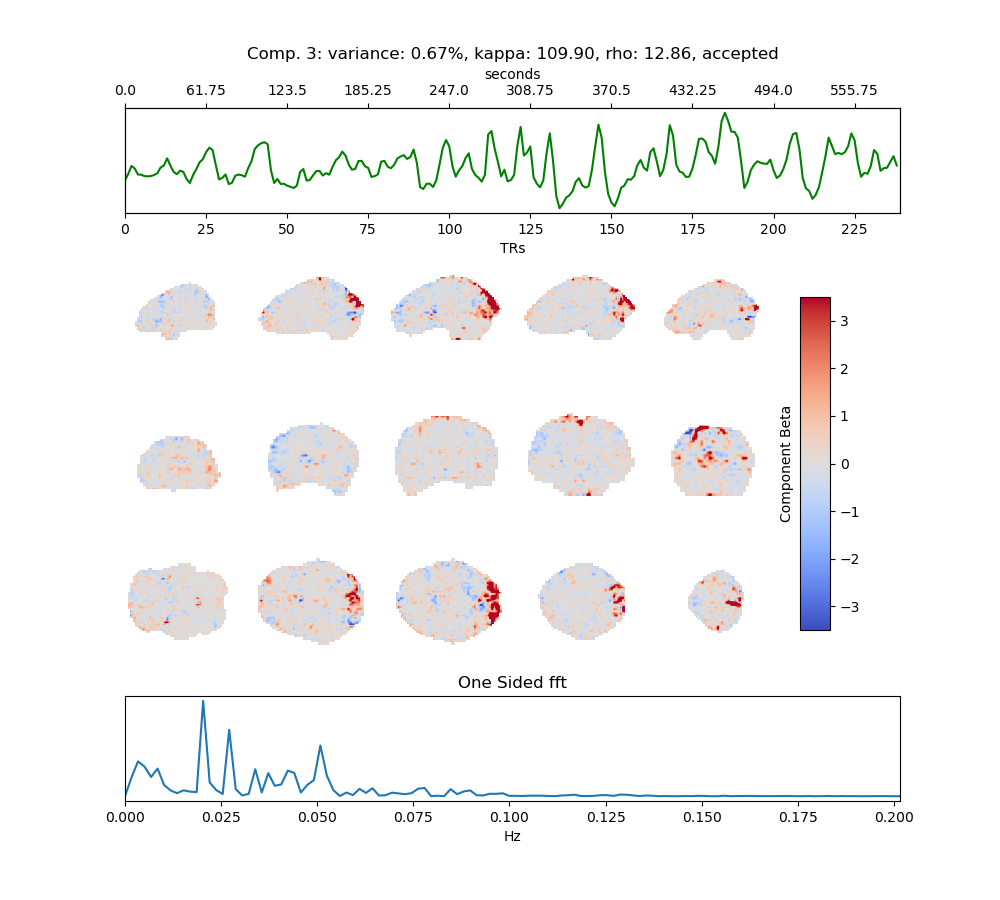 Comp. 3: variance: 0.67%, kappa: 109.90, rho: 12.86, accepted
seconds
0.0 61.75 123.5 185.25 247.0 308.75 370.5 432.25 494.0 555.75
0 25 50 75 100 125 150 175 200 225
TRs
3
2
1
0
−1
−2
−3
Component Beta
One Sided fft
0.000 0.025 0.050 0.075 0.100 0.125 0.150 0.175 0.200
Hz